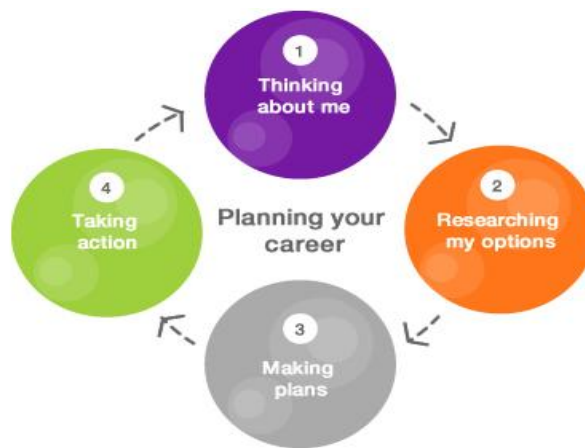 1
Thinking
about me
2
Researching
my options
3
Making
plans
4
Taking
action
Planning your
career